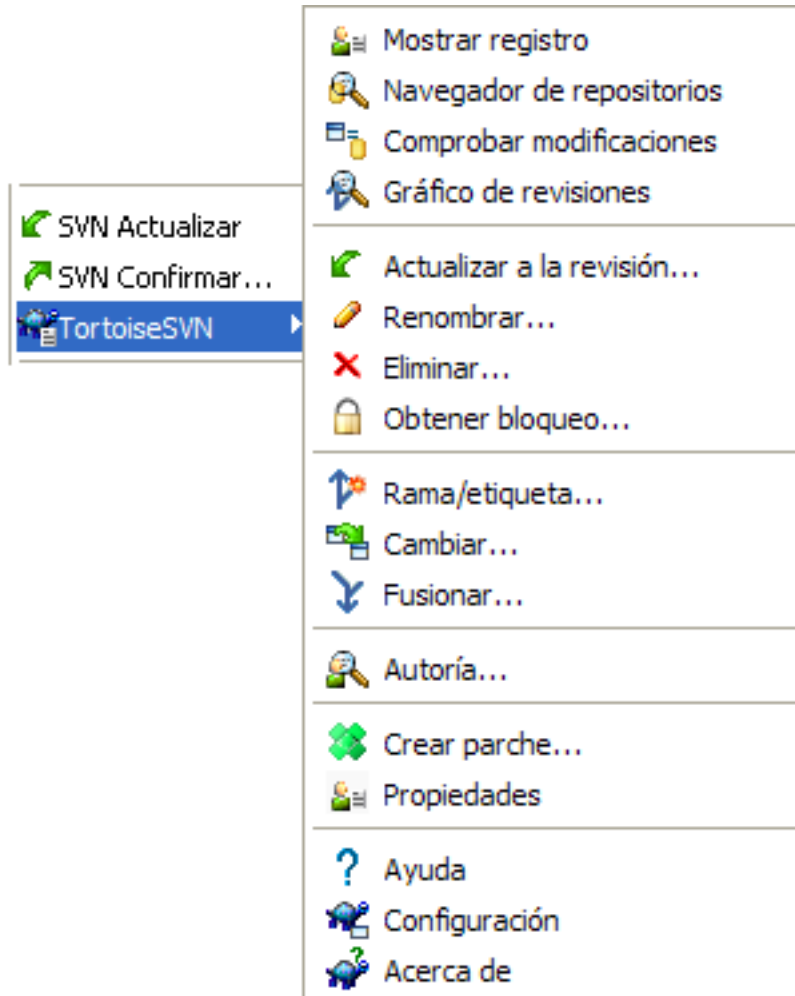 SVN Actualizar
SVN Confirmar...
TortoiseSVN
Mostrar registro
Navegador de repositorios
Comprobar modificaciones
Gráfico de revisiones
Actualizar a la revisión...
Renombrar...
Eliminar...
Obtener bloqueo...
Rama/etiqueta...
Cambiar...
Fusionar...
Autoría...
Crear parche...
Propiedades
Ayuda
Configuración
Acerca de